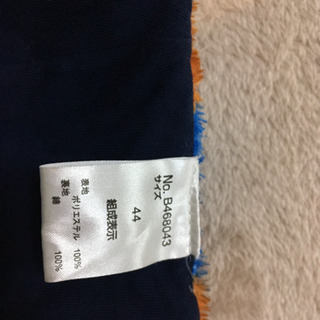 No. B468043
サイズ
44
組成表示
表地
ポリエステル 100%
裏地
綿 100%